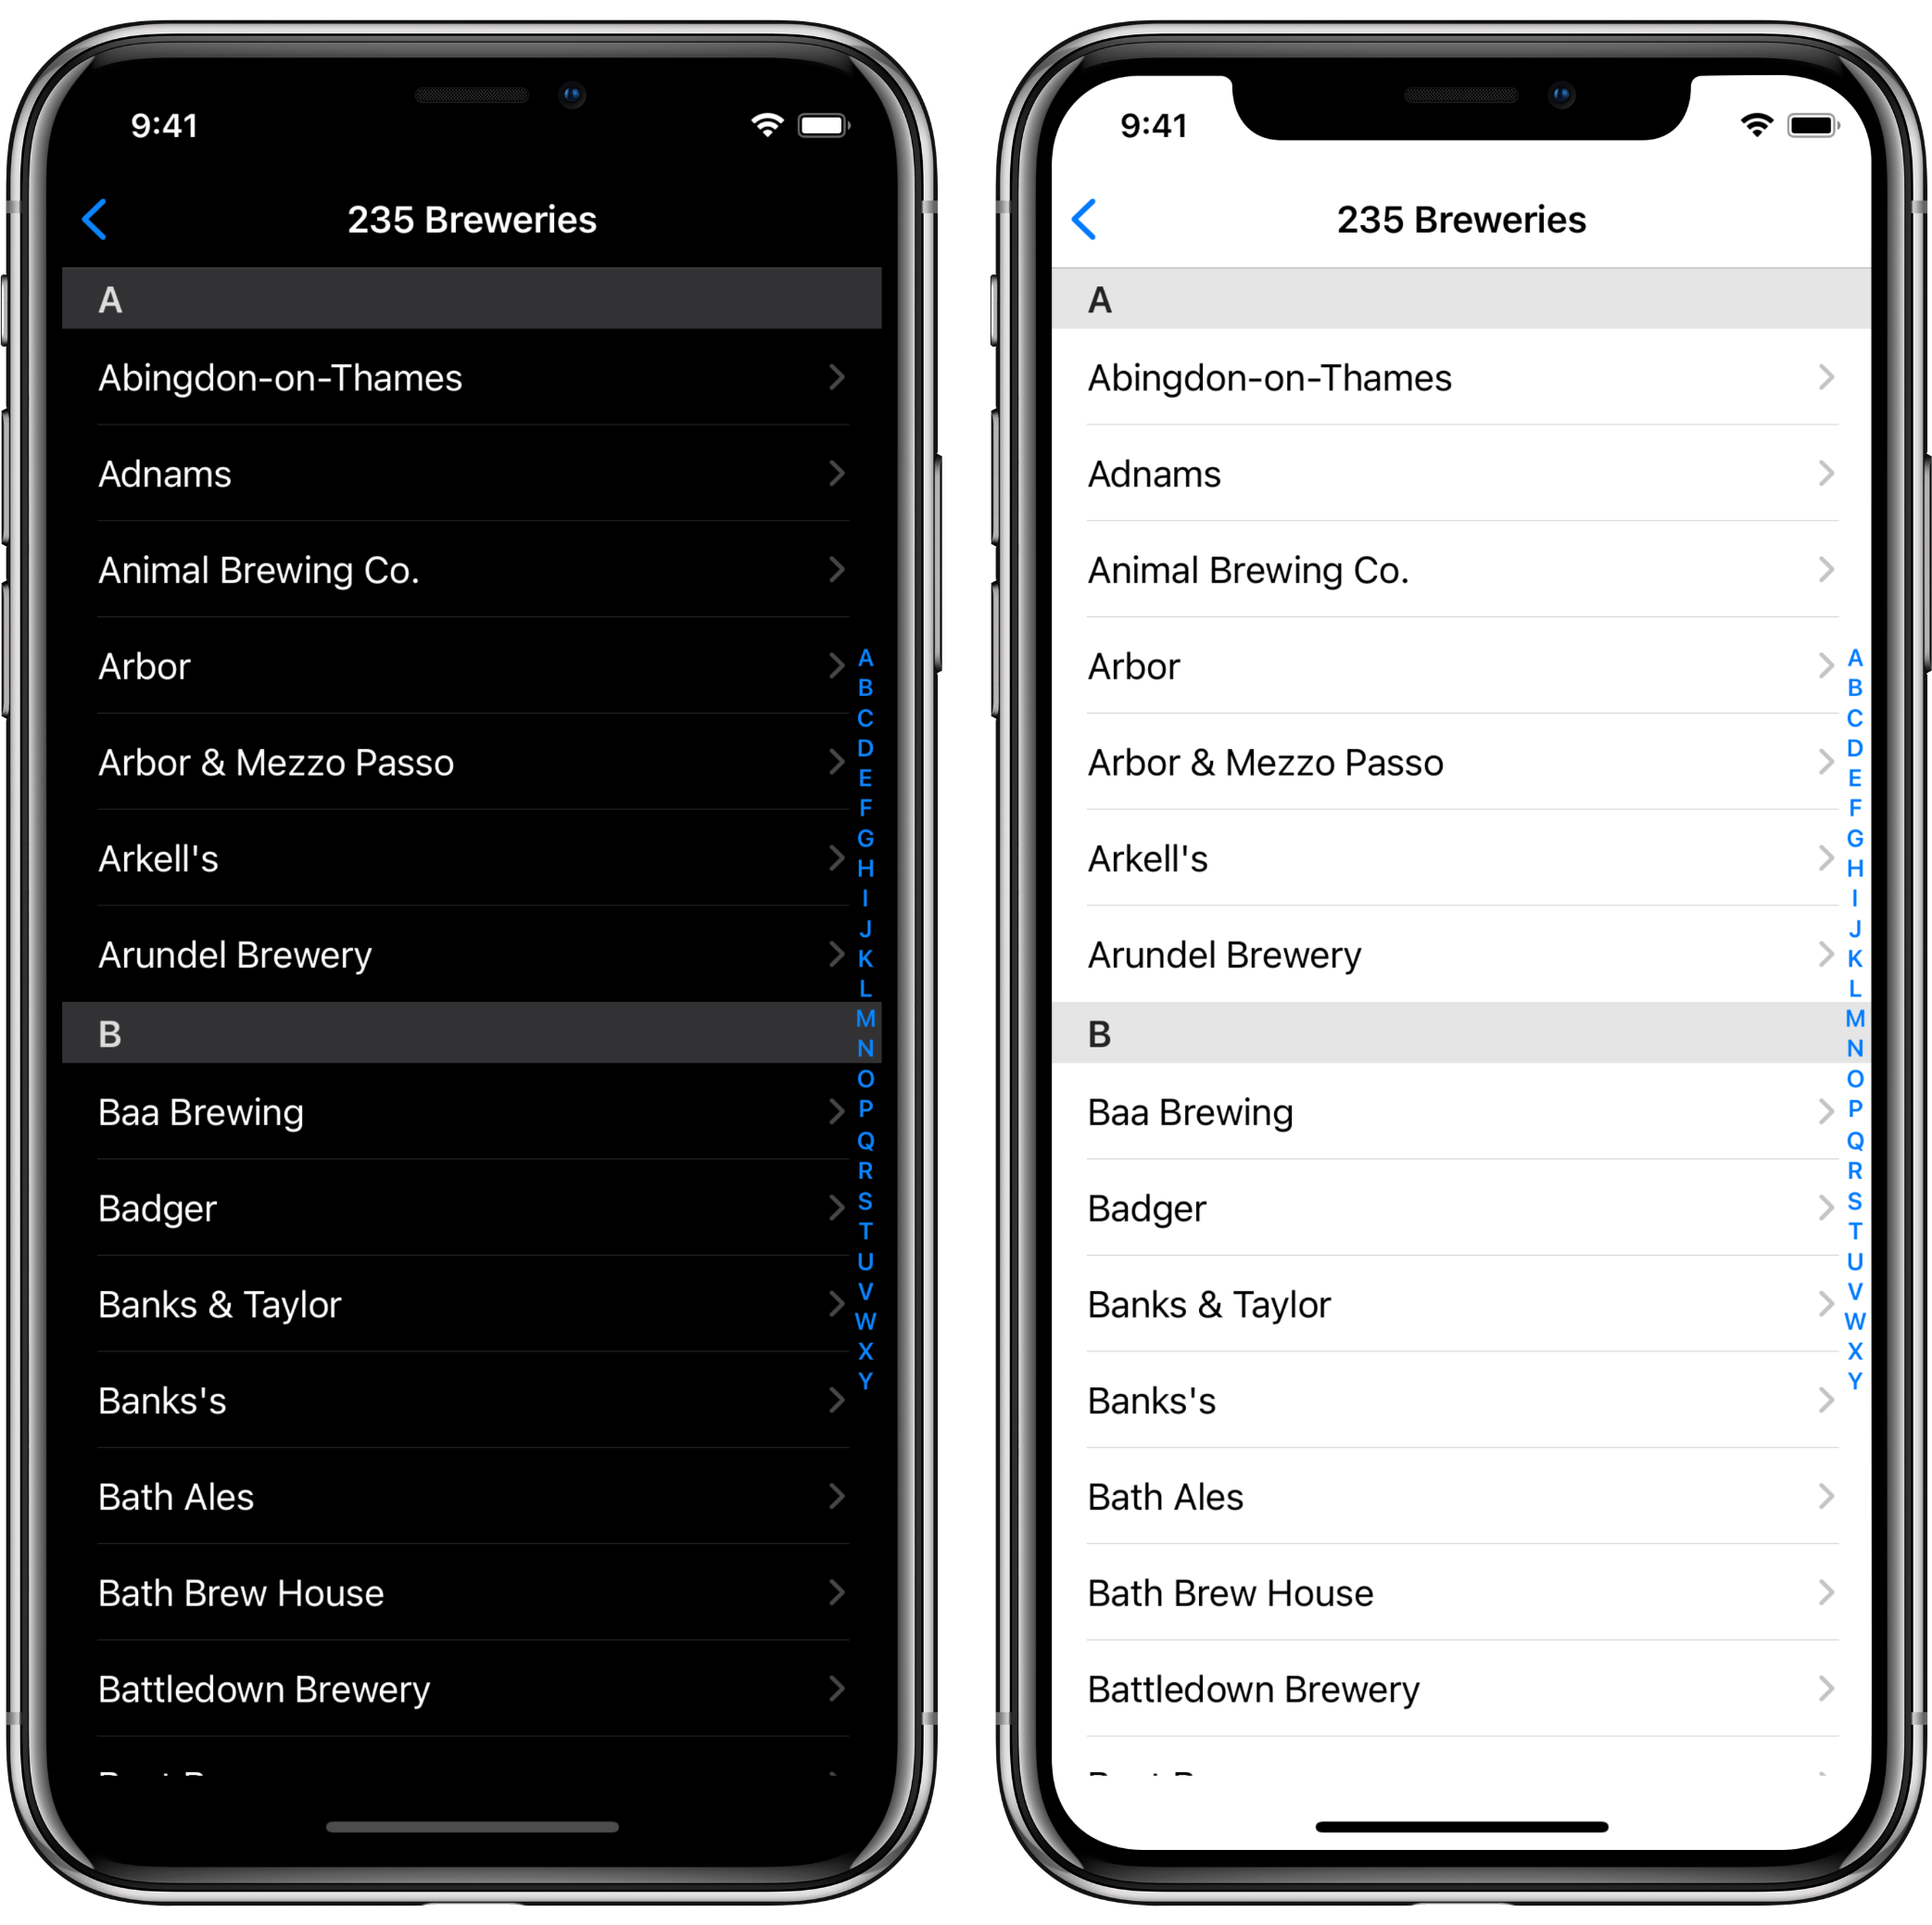 9:41
235 Breweries
A
Abingdon-on-Thames
Adnams
Animal Brewing Co.
Arbor
Arbor & Mezzo Passo
Arkell's
Arundel Brewery
B
Baa Brewing
Badger
Banks & Taylor
Banks's
Bath Ales
Bath Brew House
Battledown Brewery
A
B
C
D
E
F
G
H
I
J
K
L
M
N
O
P
Q
R
S
T
U
V
W
X
Y
9:41
235 Breweries
A
Abingdon-on-Thames
Adnams
Animal Brewing Co.
Arbor
Arbor & Mezzo Passo
Arkell's
Arundel Brewery
B
Baa Brewing
Badger
Banks & Taylor
Banks's
Bath Ales
Bath Brew House
Battledown Brewery
A
B
C
D
E
F
G
H
I
J
K
L
M
N
O
P
Q
R
S
T
U
V
W
X
Y